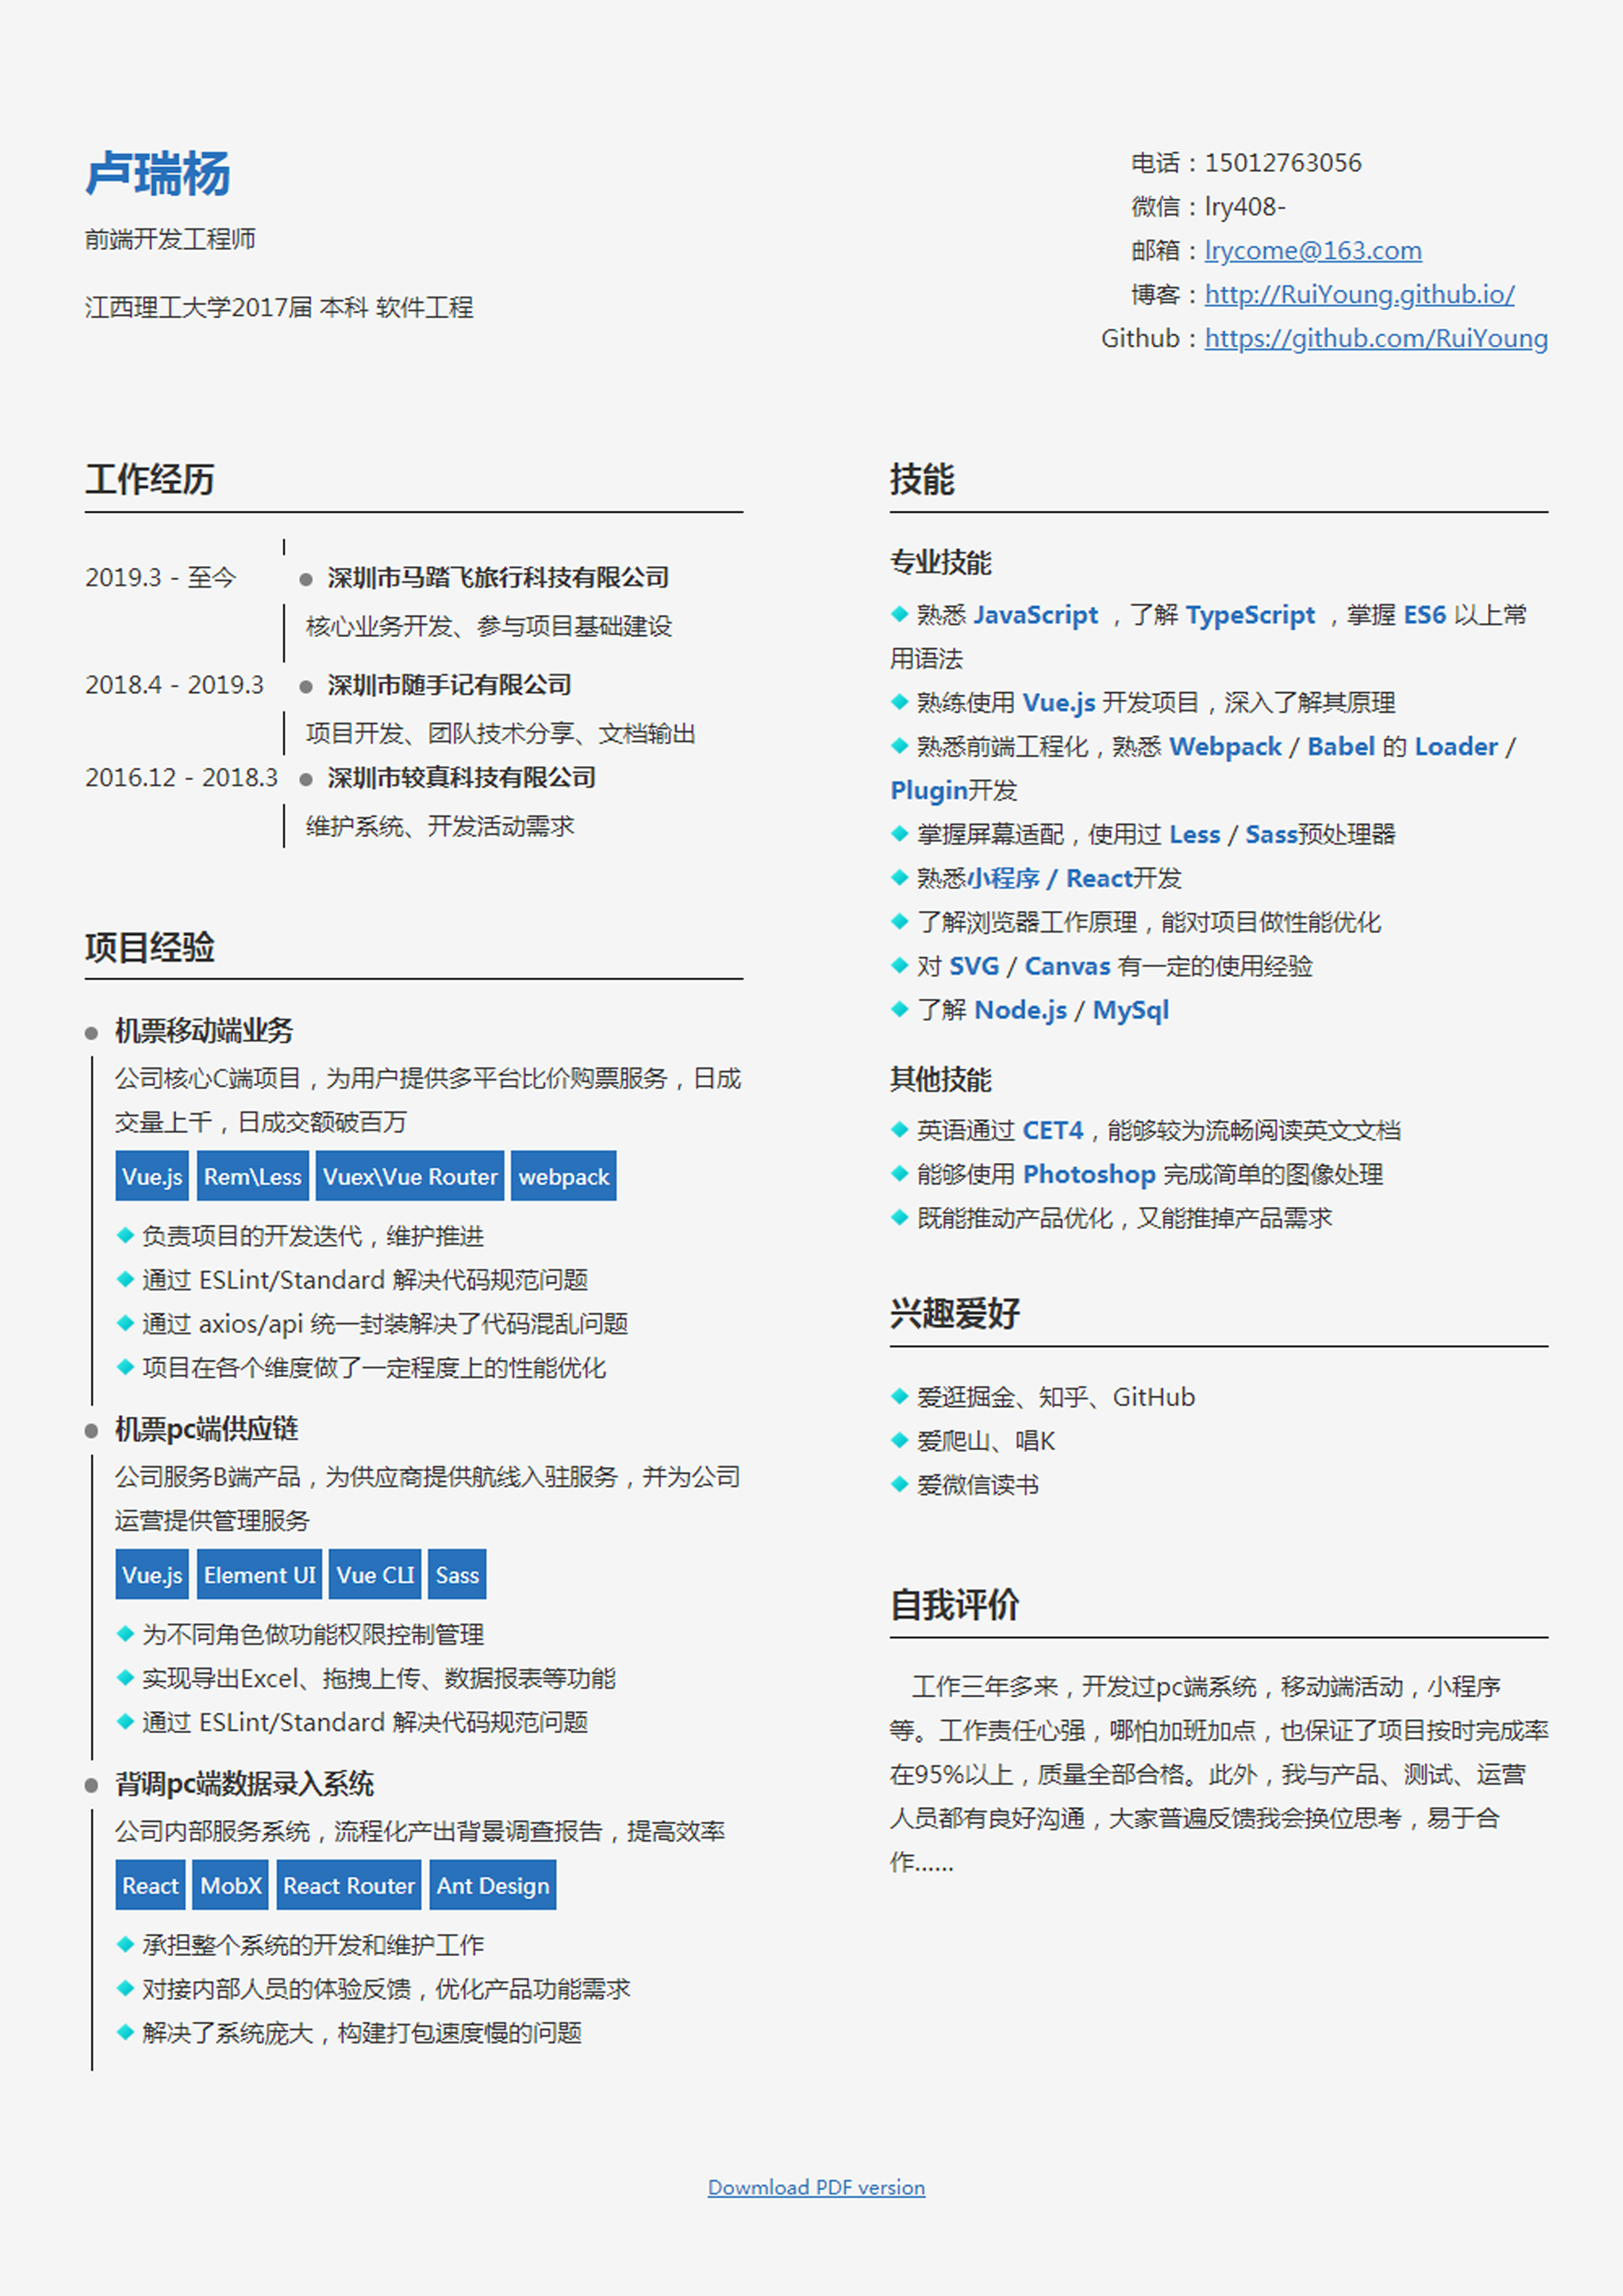 卢瑞杨
前端开发工程师
江西理工大学2017届 本科 软件工程
电话：15012763056
微信：lry408-
邮箱：lrycome@163.com
博客：http://RuiYoung.github.io/
Github：https://github.com/RuiYoung
工作经历
2019.3 - 至今 深圳市马踏飞旅行科技有限公司
核心业务开发、参与项目基础建设
2018.4 - 2019.3 深圳市随手记有限公司
项目开发、团队技术分享、文档输出
2016.12 - 2018.3 深圳市较真科技有限公司
维护系统、开发活动需求
项目经验
机票移动端业务
公司核心C端项目，为用户提供多平台比价购票服务，日成
交量上千，日成交额破百万
Vue.js Rem\Less Vuex\Vue Router webpack
负责项目的开发迭代，维护推进
通过 ESLint/Standard 解决代码规范问题
通过 axios/api 统一封装解决了代码混乱问题
项目在各个维度做了一定程度上的性能优化
机票pc端供应链
公司服务B端产品，为供应商提供航线入驻服务，并为公司
运营提供管理服务
Vue.js Element UI Vue CLI Sass
为不同角色做功能权限控制管理
实现导出Excel、拖拽上传、数据报表等功能
通过 ESLint/Standard 解决代码规范问题
背调pc端数据录入系统
公司内部服务系统，流程化产出背景调查报告，提高效率
React MobX React Router Ant Design
承担整个系统的开发和维护工作
对接内部人员的体验反馈，优化产品功能需求
解决了系统庞大，构建打包速度慢的问题
技能
专业技能
熟悉 JavaScript ，了解 TypeScript ，掌握 ES6 以上常
用语法
熟练使用 Vue.js 开发项目，深入了解其原理
熟悉前端工程化，熟悉 Webpack / Babel 的 Loader /
Plugin开发
掌握屏幕适配，使用过 Less / Sass预处理器
熟悉小程序 / React开发
了解浏览器工作原理，能对项目做性能优化
对 SVG / Canvas 有一定的使用经验
了解 Node.js / MySql
其他技能
英语通过 CET4，能够较为流畅阅读英文文档
能够使用 Photoshop 完成简单的图像处理
既能推动产品优化，又能推掉产品需求
兴趣爱好
爱逛掘金、知乎、GitHub
爱爬山、唱K
爱微信读书
自我评价
工作三年多来，开发过pc端系统，移动端活动，小程序
等。工作责任心强，哪怕加班加点，也保证了项目按时完成率
在95%以上，质量全部合格。此外，我与产品、测试、运营
人员都有良好沟通，大家普遍反馈我会换位思考，易于合
作……
Dowmload PDF version